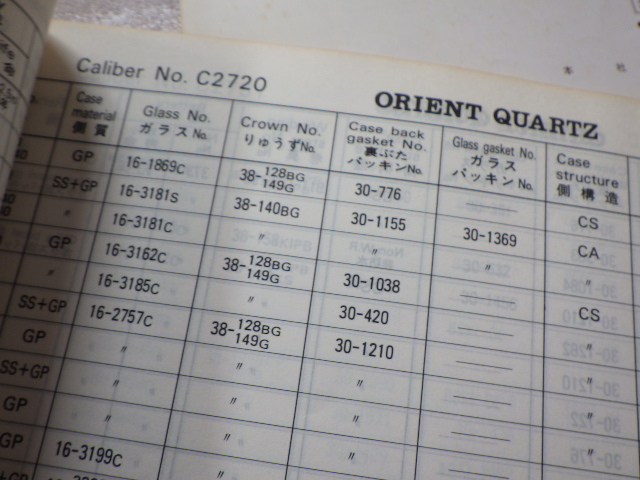 Caliber No. C2720
ORIENT QUARTZ
Case material 側質 Glass No. ガラスNo. Crown No. りゅうずNo. Case back gasket No. 裏ぶたパッキンNo. Glass gasket No. ガラスパッキンNo. Case structure 側構造
GP 16-1869C 38-128BG 149G 30-776 —— CS
SS+GP 16-3181S 38-140BG 30-1155 30-1369 CA
〃 16-3181C 〃 〃 〃 〃
GP 16-3162C 38-128BG 149G 30-1038 —— CS
〃 16-3185C 〃 30-420 —— 〃
SS+GP 16-2757C 38-128BG 149G 30-1210 —— 〃
GP 〃 〃 〃 —— 〃
SS+GP 〃 〃 〃 —— 〃
GP 〃 〃 〃 ——
GP 16-3199C 〃 〃 ——